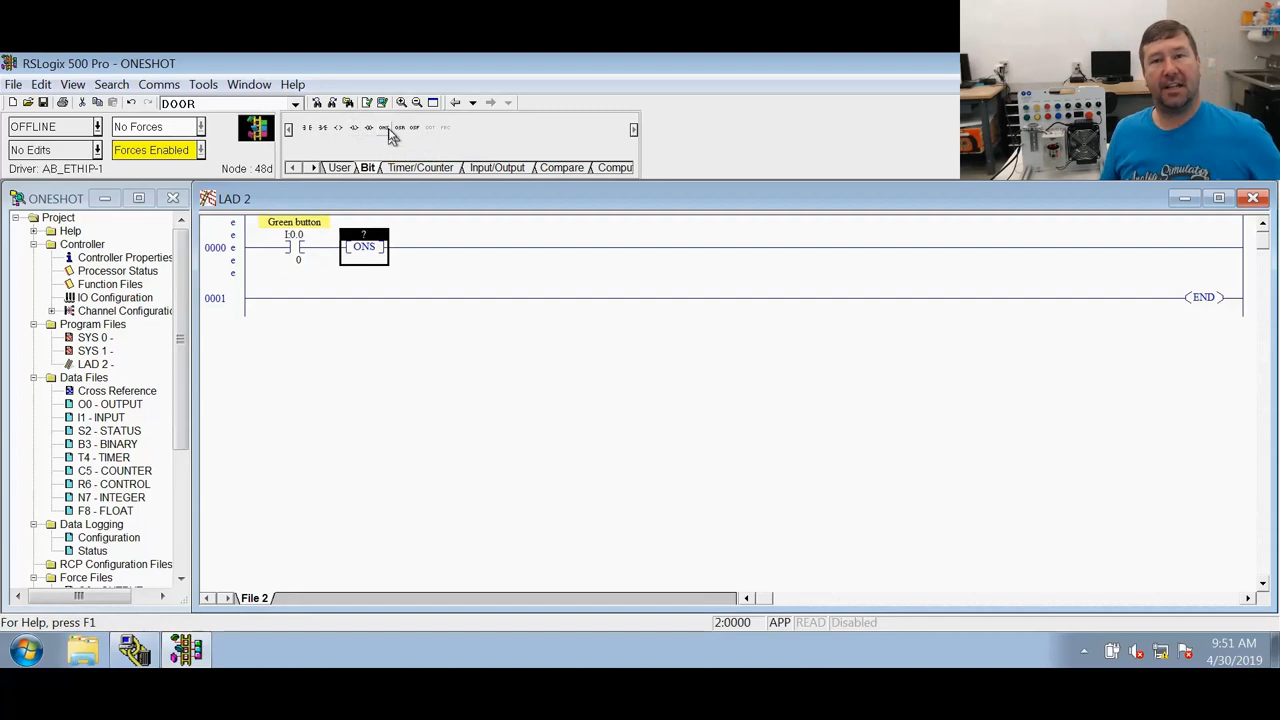 RSLogix 500 Pro - ONESHOT
File Edit View Search Comms Tools Window Help
DOOR
OFFLINE No Forces
No Edits Forces Enabled
Driver: AB_ETHIP-1 Node : 48d
User Bit Timer/Counter Input/Output Compare Compu
ONESHOT
LAD 2
Project
Help
Controller
Controller Properties
Processor Status
Function Files
IO Configuration
Channel Configuratio
Program Files
SYS 0 -
SYS 1 -
LAD 2 -
Data Files
Cross Reference
O0 - OUTPUT
I1 - INPUT
S2 - STATUS
B3 - BINARY
T4 - TIMER
C5 - COUNTER
R6 - CONTROL
N7 - INTEGER
F8 - FLOAT
Data Logging
Configuration
Status
RCP Configuration Files
Force Files
e Green button
e I:0.0 ?
0000 e ONS
e 0
e
0001 END
File 2
For Help, press F1
2:0000 APP READ Disabled
9:51 AM
4/30/2019